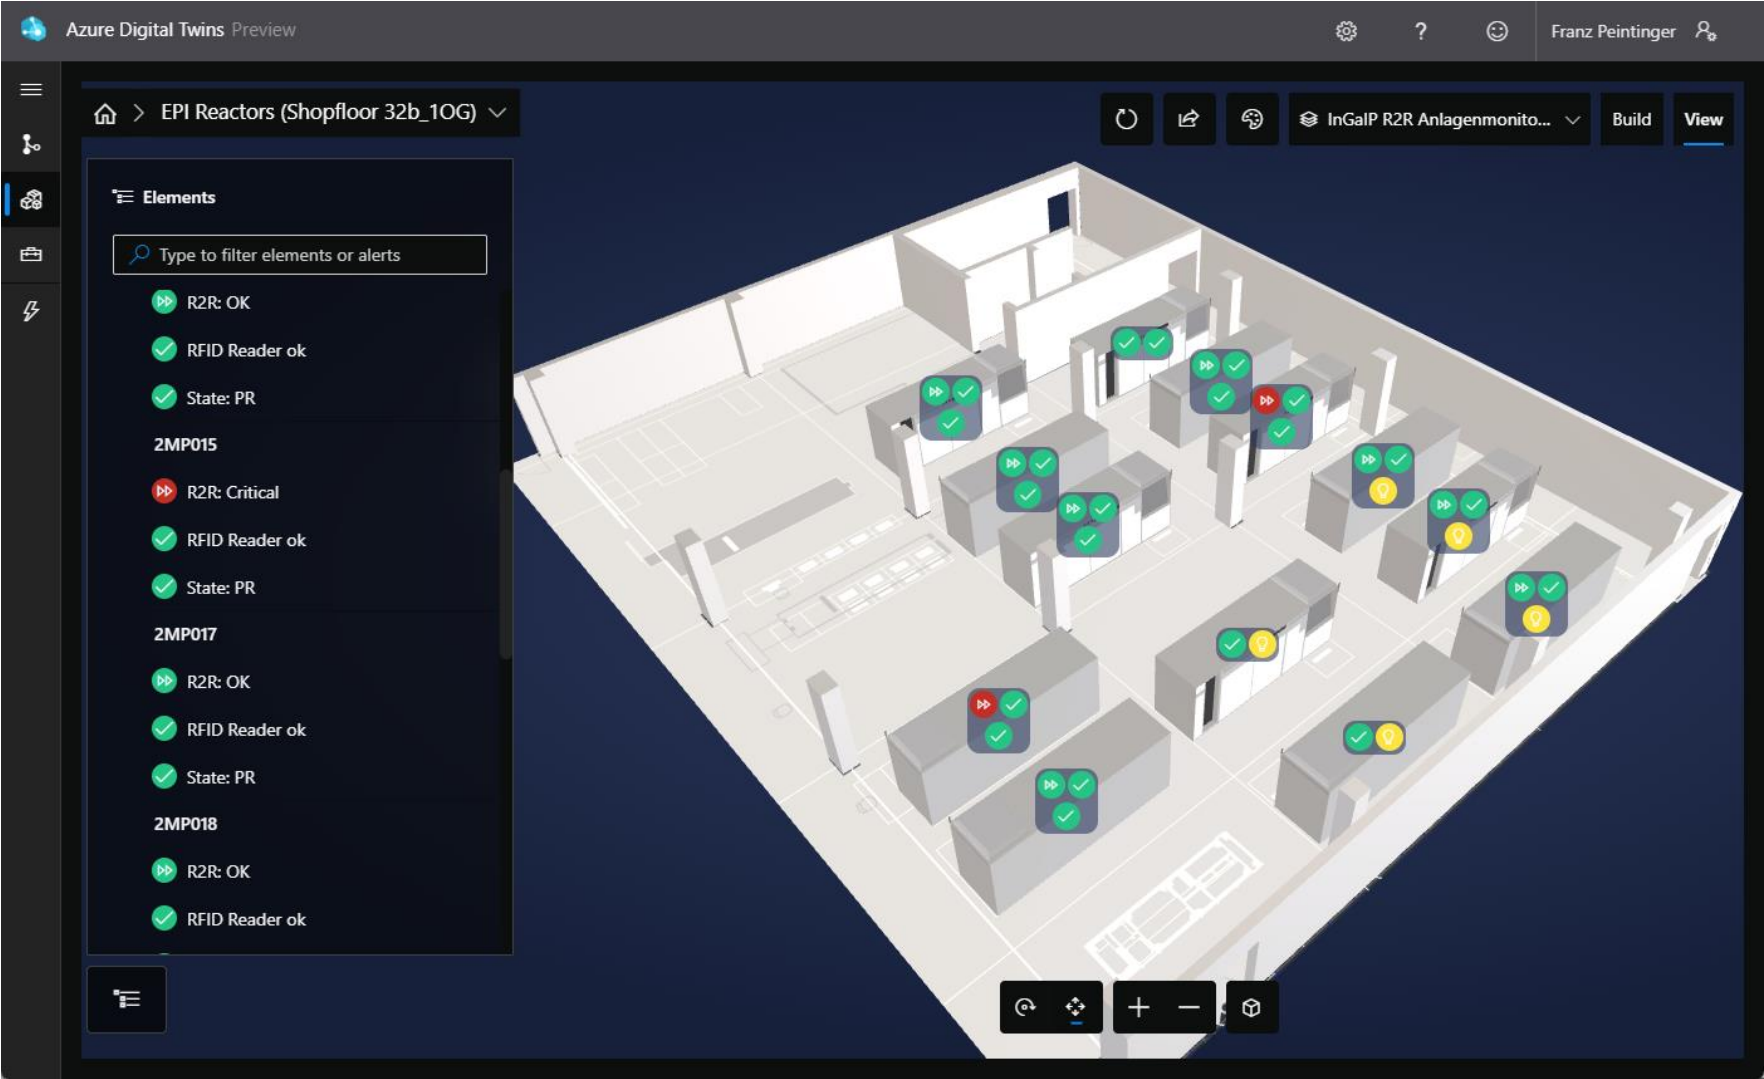 Azure Digital Twins Preview
?
Franz Peintinger
EPI Reactors (Shopfloor 32b_1OG)
InGaIP R2R Anlagenmonito...
Build
View
Elements
Type to filter elements or alerts
R2R: OK
RFID Reader ok
State: PR
2MP015
R2R: Critical
RFID Reader ok
State: PR
2MP017
R2R: OK
RFID Reader ok
State: PR
2MP018
R2R: OK
RFID Reader ok